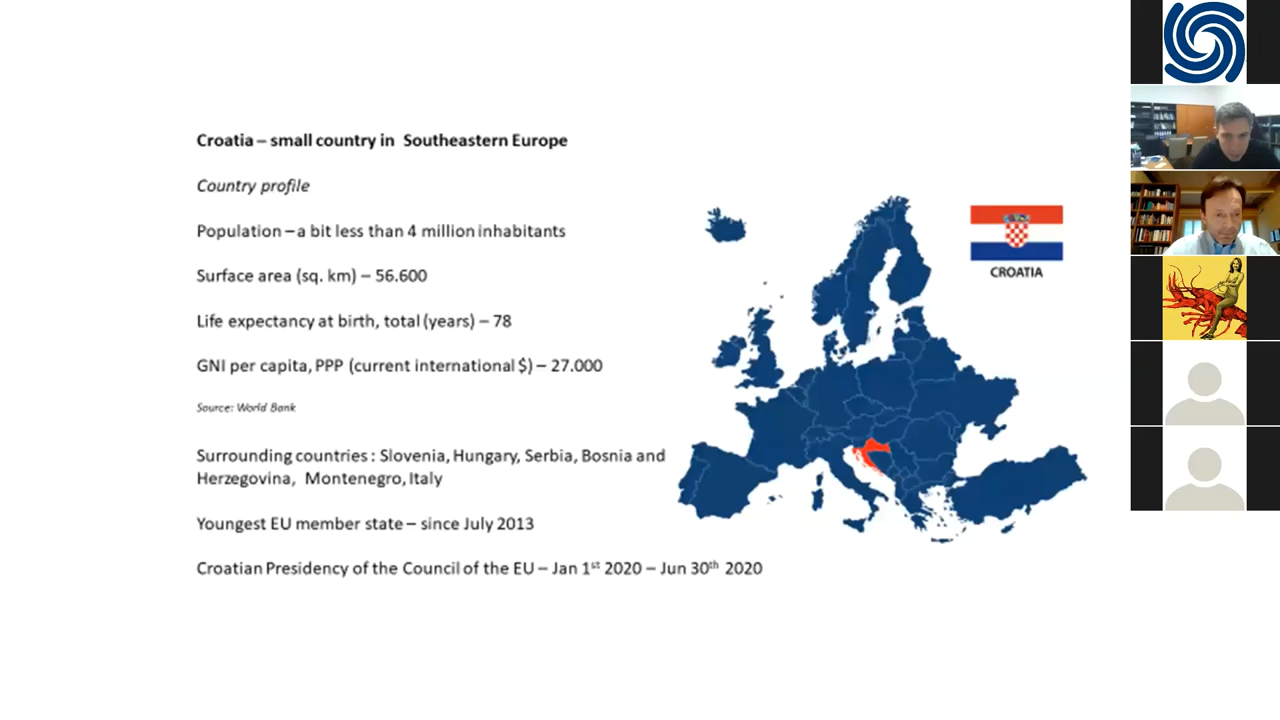 Croatia – small country in Southeastern Europe
Country profile
Population – a bit less than 4 million inhabitants
Surface area (sq. km) – 56.600
Life expectancy at birth, total (years) – 78
GNI per capita, PPP (current international $) – 27.000
Source: World Bank
Surrounding countries : Slovenia, Hungary, Serbia, Bosnia and
Herzegovina, Montenegro, Italy
Youngest EU member state – since July 2013
Croatian Presidency of the Council of the EU – Jan 1st 2020 – Jun 30th 2020
CROATIA